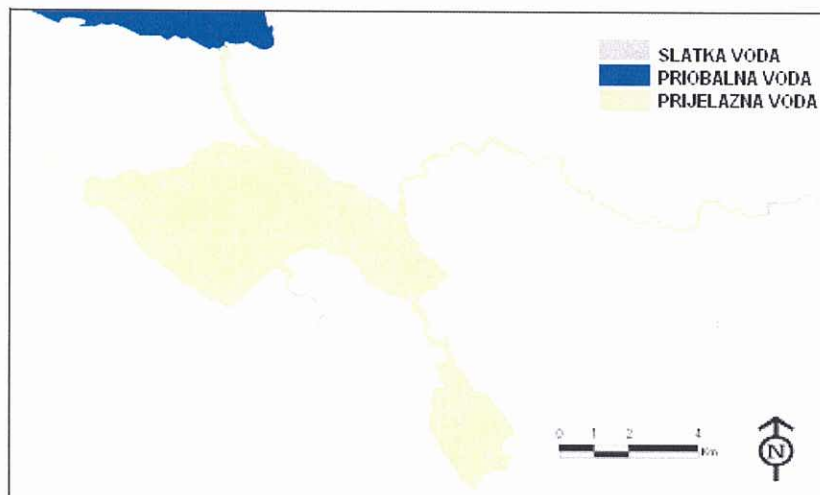 SLATKA VODA
PRIOBALNA VODA
PRIJELAZNA VODA
0 1 2 4
Km
N